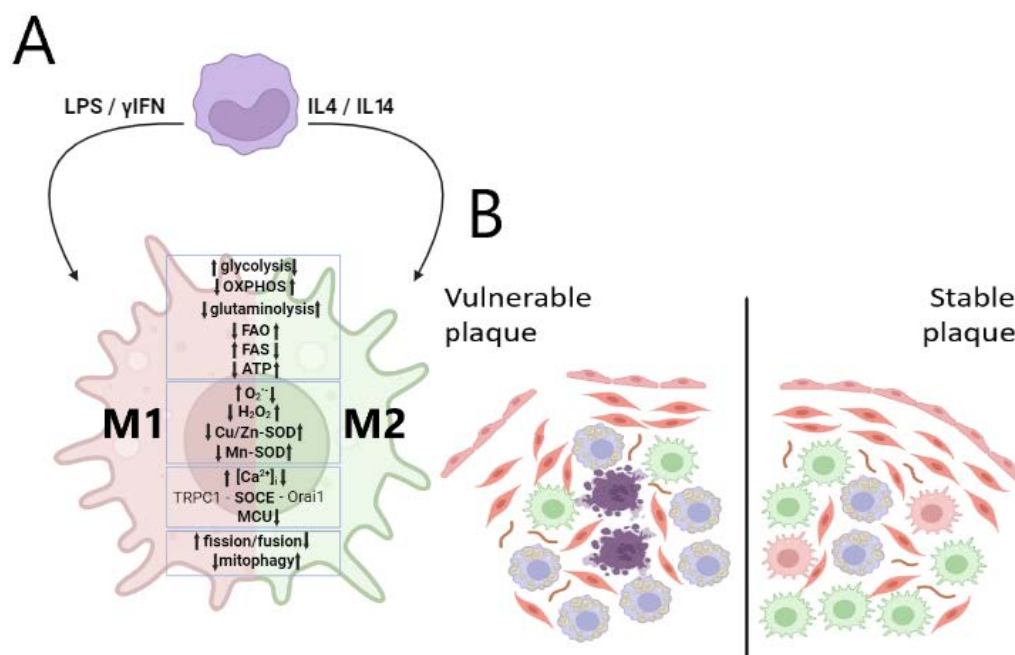 A
LPS / γIFN
IL4 / IL14
↑glycolysis↓
↓OXPHOS↑
↓glutaminolysis↑
↓FAO↑
↑FAS↓
↓ATP↑
↑O₂˙⁻↓
↓H₂O₂↑
↓Cu/Zn-SOD↑
↓Mn-SOD↑
↑[Ca²⁺]ᵢ↓
TRPC1 - SOCE - Orai1
MCU↓
↑fission/fusion↓
↓mitophagy↑
M1
M2
B
Vulnerable
plaque
Stable
plaque